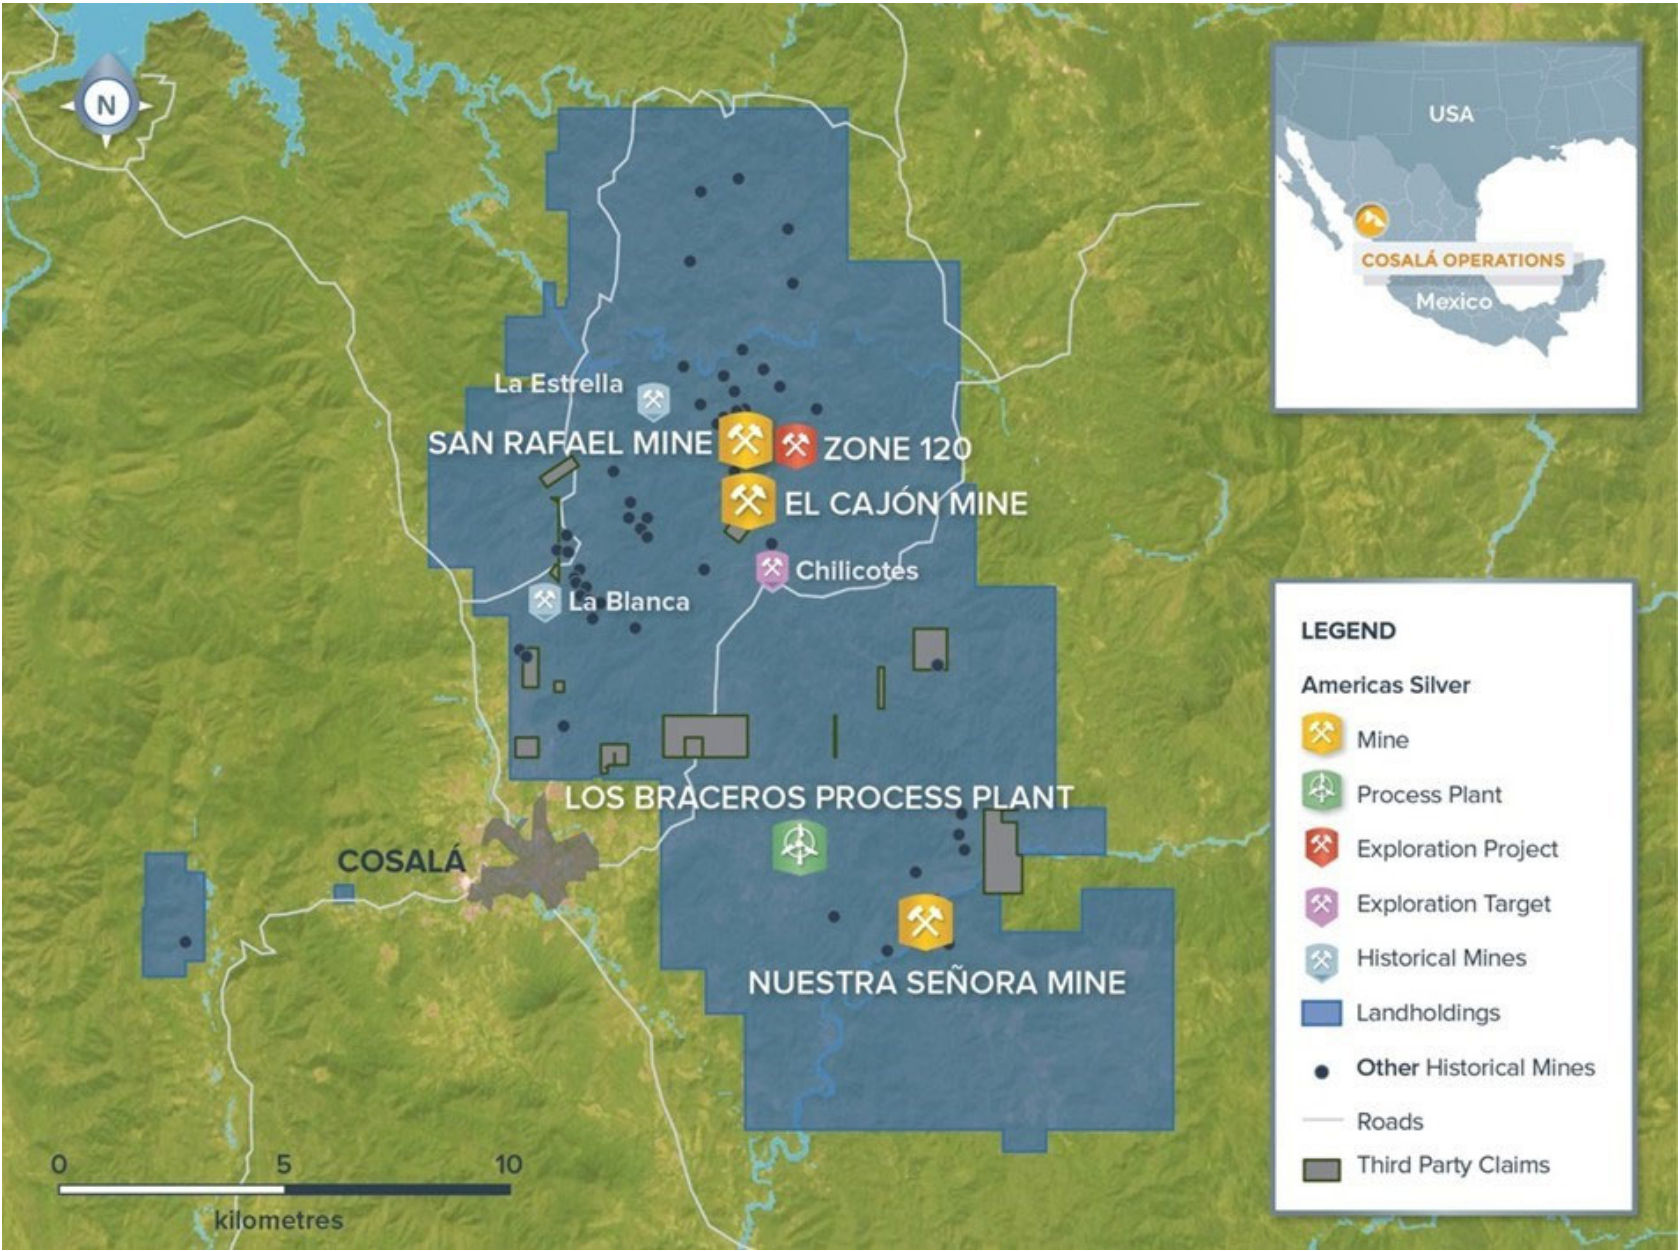 N
USA
COSALÁ OPERATIONS
Mexico
La Estrella
SAN RAFAEL MINE
ZONE 120
EL CAJÓN MINE
Chilicotes
La Blanca
LOS BRACEROS PROCESS PLANT
COSALÁ
NUESTRA SEÑORA MINE
0 5 10
kilometres
LEGEND
Americas Silver
Mine
Process Plant
Exploration Project
Exploration Target
Historical Mines
Landholdings
Other Historical Mines
Roads
Third Party Claims